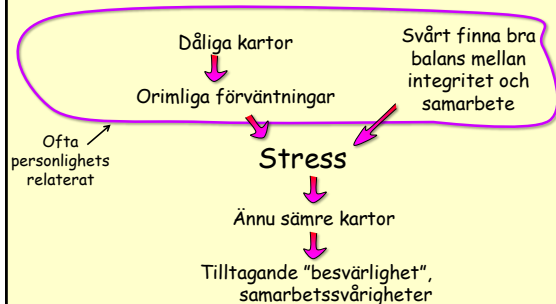 Dåliga kartor
Orimliga förväntningar
Svårt finna bra
balans mellan
integritet och
samarbete
Ofta
personlighets
relaterat
Stress
Ännu sämre kartor
Tilltagande ”besvärlighet”,
samarbetssvårigheter